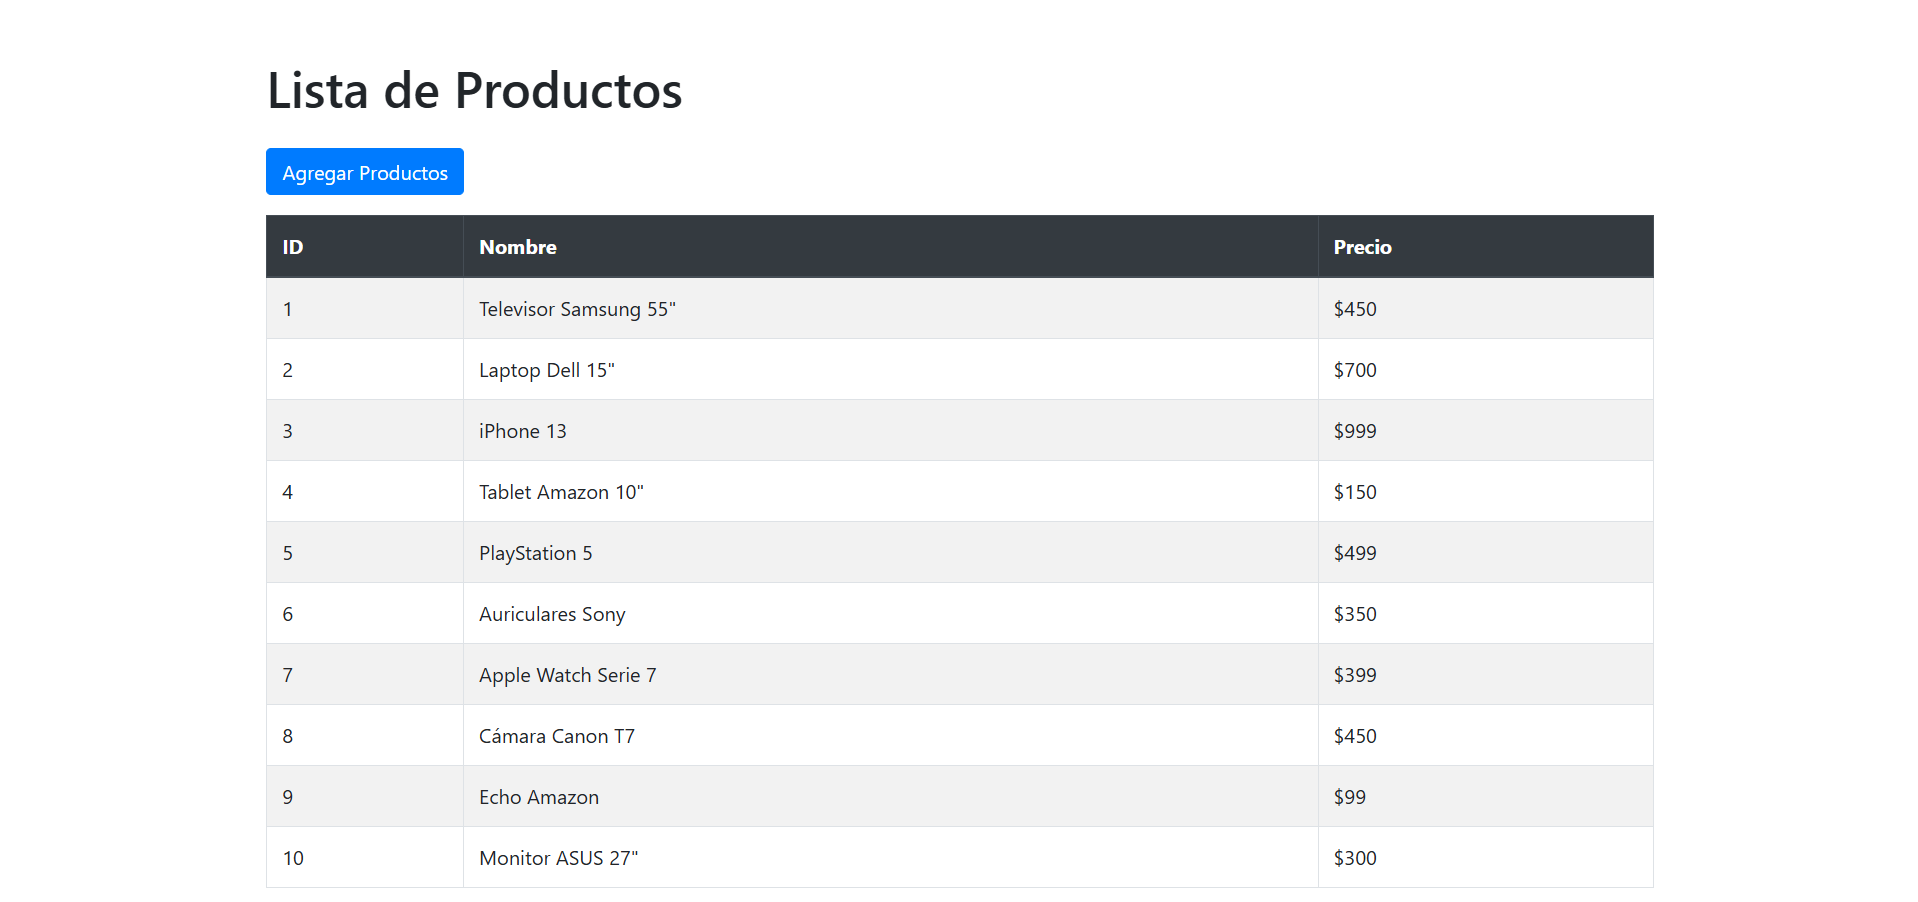 Lista de Productos
Agregar Productos
ID Nombre Precio
1 Televisor Samsung 55" $450
2 Laptop Dell 15" $700
3 iPhone 13 $999
4 Tablet Amazon 10" $150
5 PlayStation 5 $499
6 Auriculares Sony $350
7 Apple Watch Serie 7 $399
8 Cámara Canon T7 $450
9 Echo Amazon $99
10 Monitor ASUS 27" $300